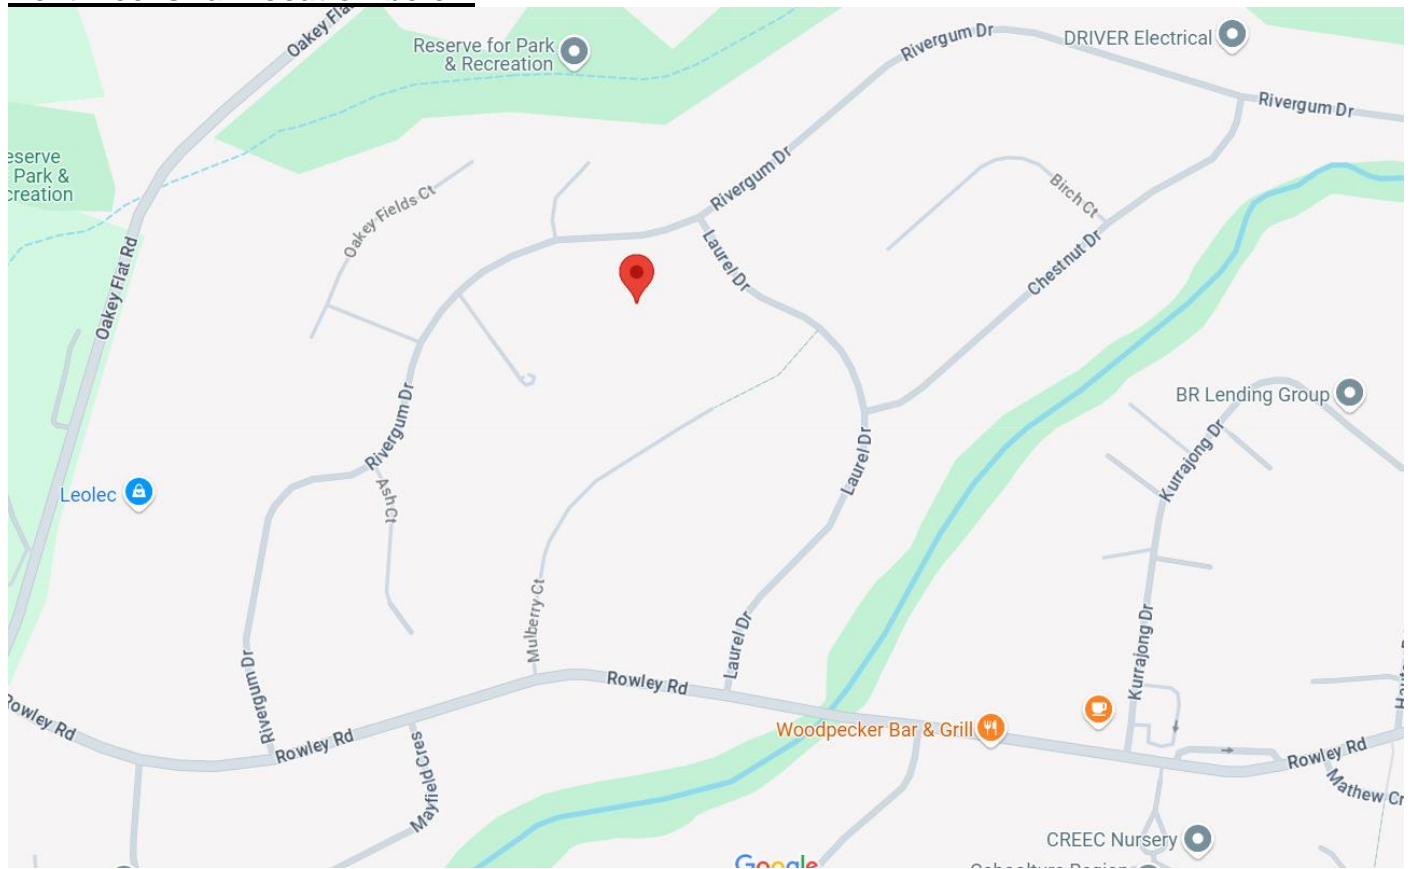 Oakey Flat
Reserve for Park
& Recreation
Rivergum Dr
DRIVER Electrical
Rivergum Dr
eserve
Park &
creation
Oakey Fields Ct
Rivergum Dr
Birch Ct
Laurel Dr
Chestnut Dr
Oakey Flat Rd
BR Lending Group
Rivergum Dr
Kurrajong Dr
Laurel Dr
Leolec
Ash Ct
Mulberry Ct
Kurrajong Dr
Laurel Dr
Rivergum Dr
Rowley Rd
Rowley Rd
Woodpecker Bar & Grill
Rowley Rd
Rowley Rd
Mayfield Cres
Mathew Cr
CREEC Nursery
Google